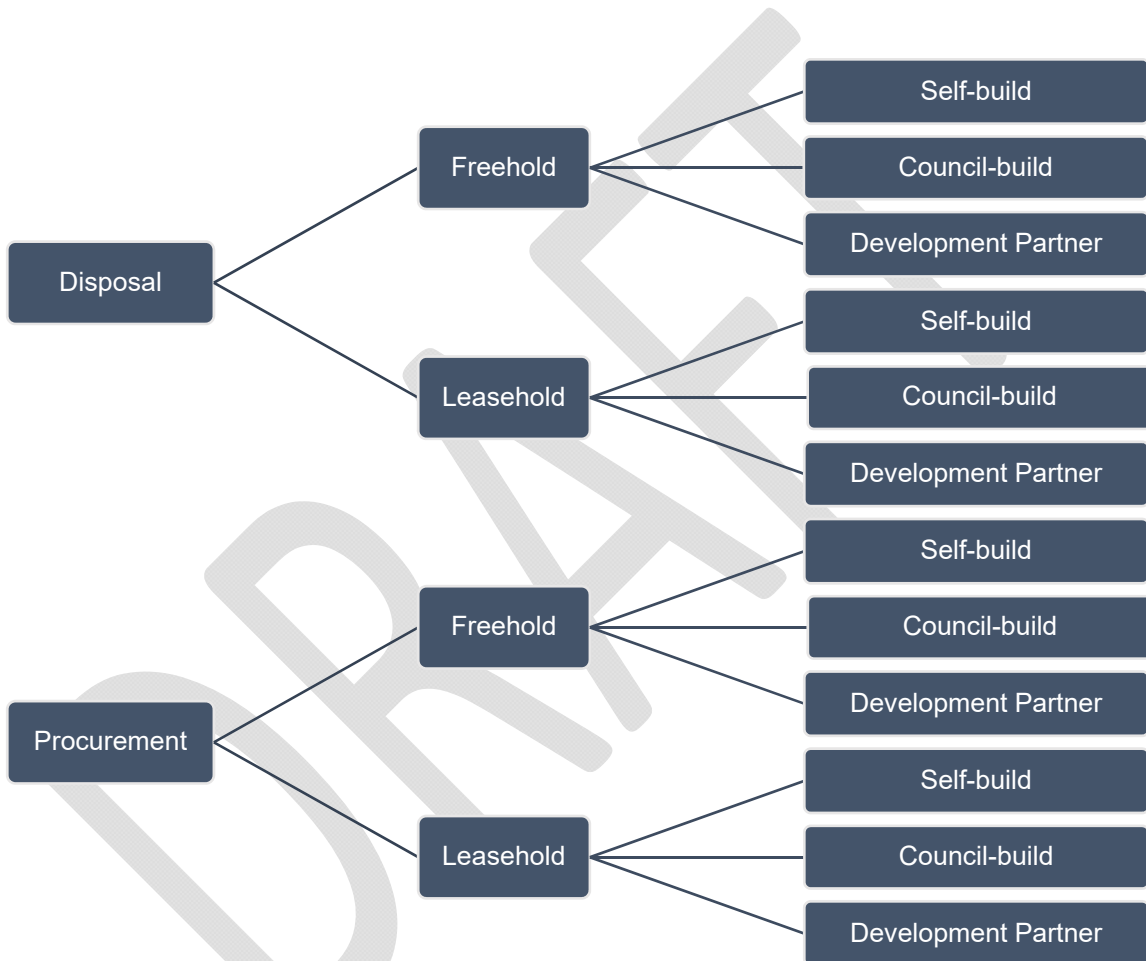 Disposal
Freehold
Self-build
Council-build
Development Partner
Leasehold
Self-build
Council-build
Development Partner
Procurement
Freehold
Self-build
Council-build
Development Partner
Leasehold
Self-build
Council-build
Development Partner
DRAFT